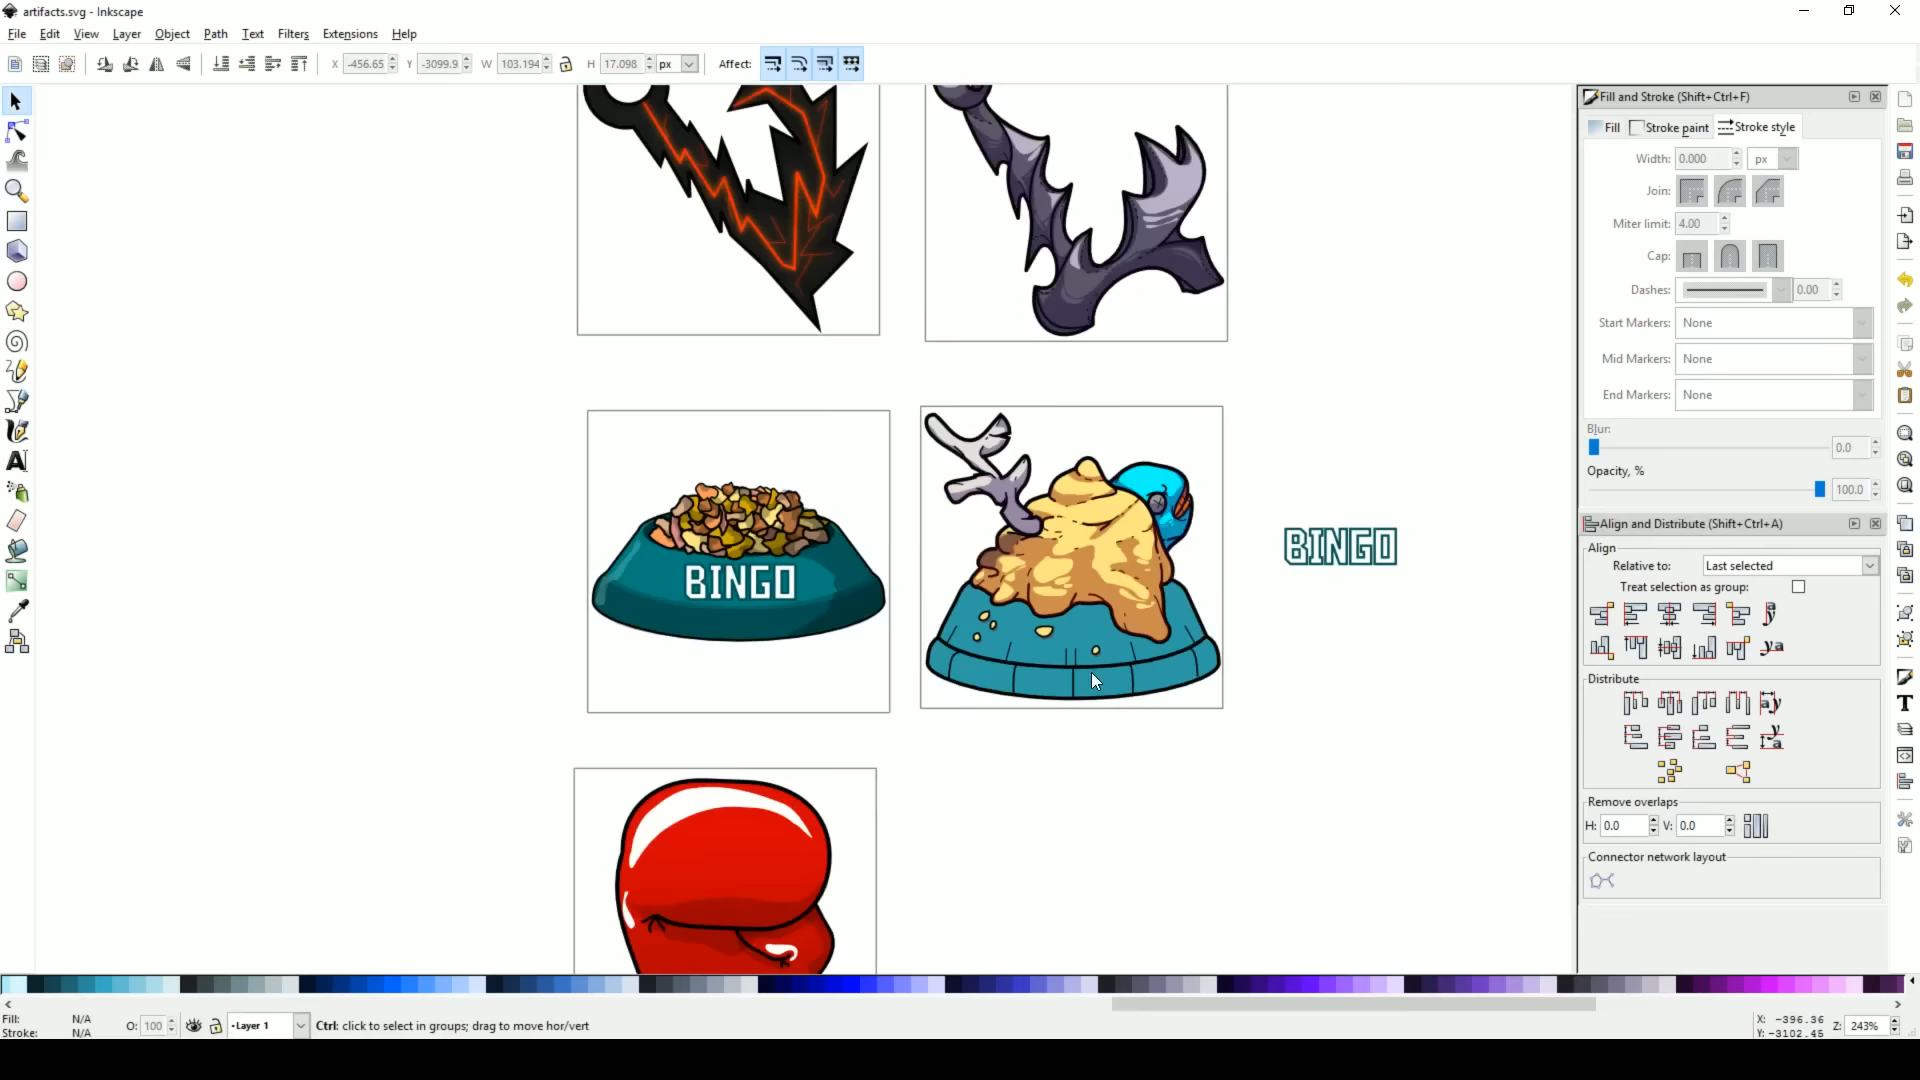 artifacts.svg - Inkscape
File Edit View Layer Object Path Text Filters Extensions Help
X -456.65 Y -3099.9 W 103.194 H 17.098 px Affect:
Fill and Stroke (Shift+Ctrl+F)
Fill Stroke paint Stroke style
Width: 0.000 px
Join:
Miter limit: 4.00
Cap:
Dashes: 0.00
Start Markers: None
Mid Markers: None
End Markers: None
Blur:
0.0
Opacity, %
100.0
Align and Distribute (Shift+Ctrl+A)
Align
Relative to: Last selected
Treat selection as group:
Distribute
Remove overlaps
H: 0.0 V: 0.0
Connector network layout
BINGO
BINGO
Fill: N/A
Stroke: N/A
O: 100
Layer 1
Ctrl: click to select in groups; drag to move hor/vert
X: -396.36
Y: -3102.45
Z: 243%